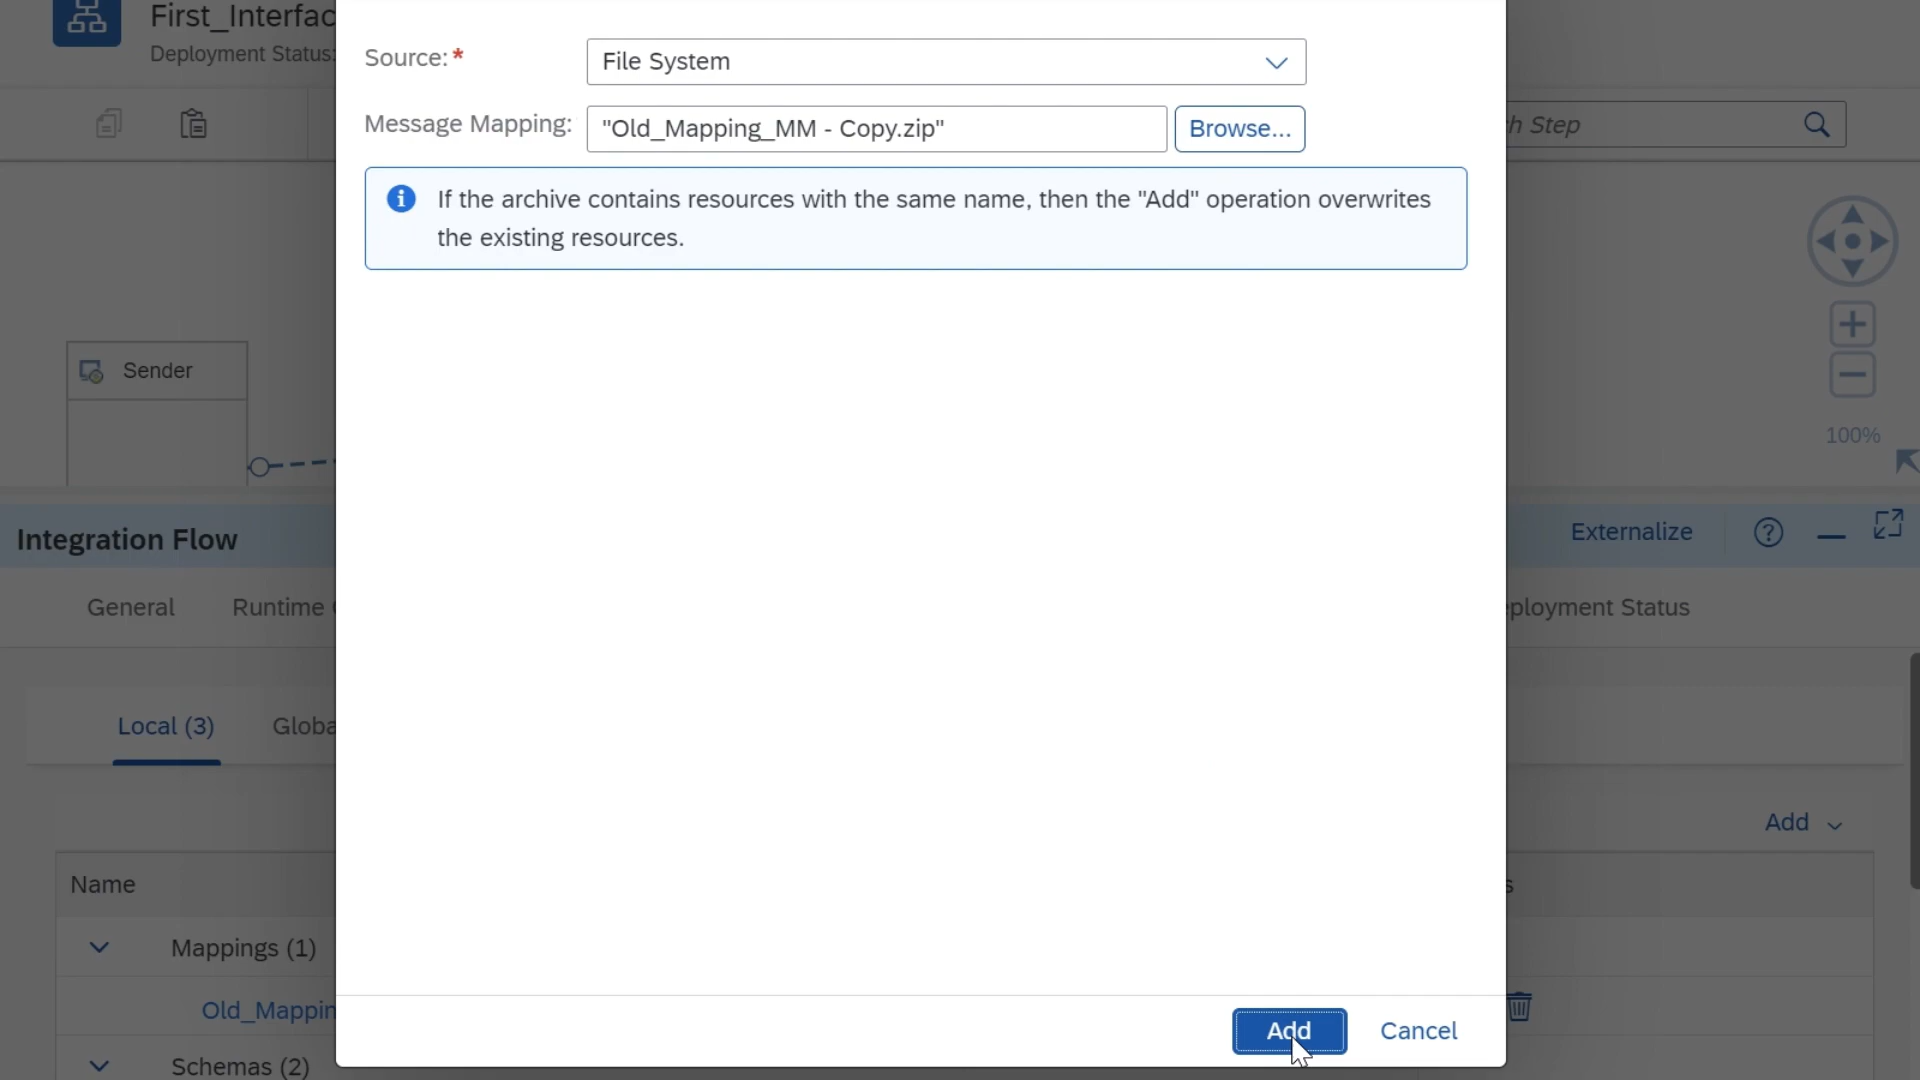 First_Interfac
Deployment Status:
Source:*
File System
Message Mapping:
"Old_Mapping_MM - Copy.zip"
Browse...
h Step
If the archive contains resources with the same name, then the "Add" operation overwrites
the existing resources.
Sender
100%
Integration Flow
Externalize
General
Runtime
ployment Status
Local (3)
Globa
Add
Name
s
Mappings (1)
Old_Mappin
Schemas (2)
Add
Cancel